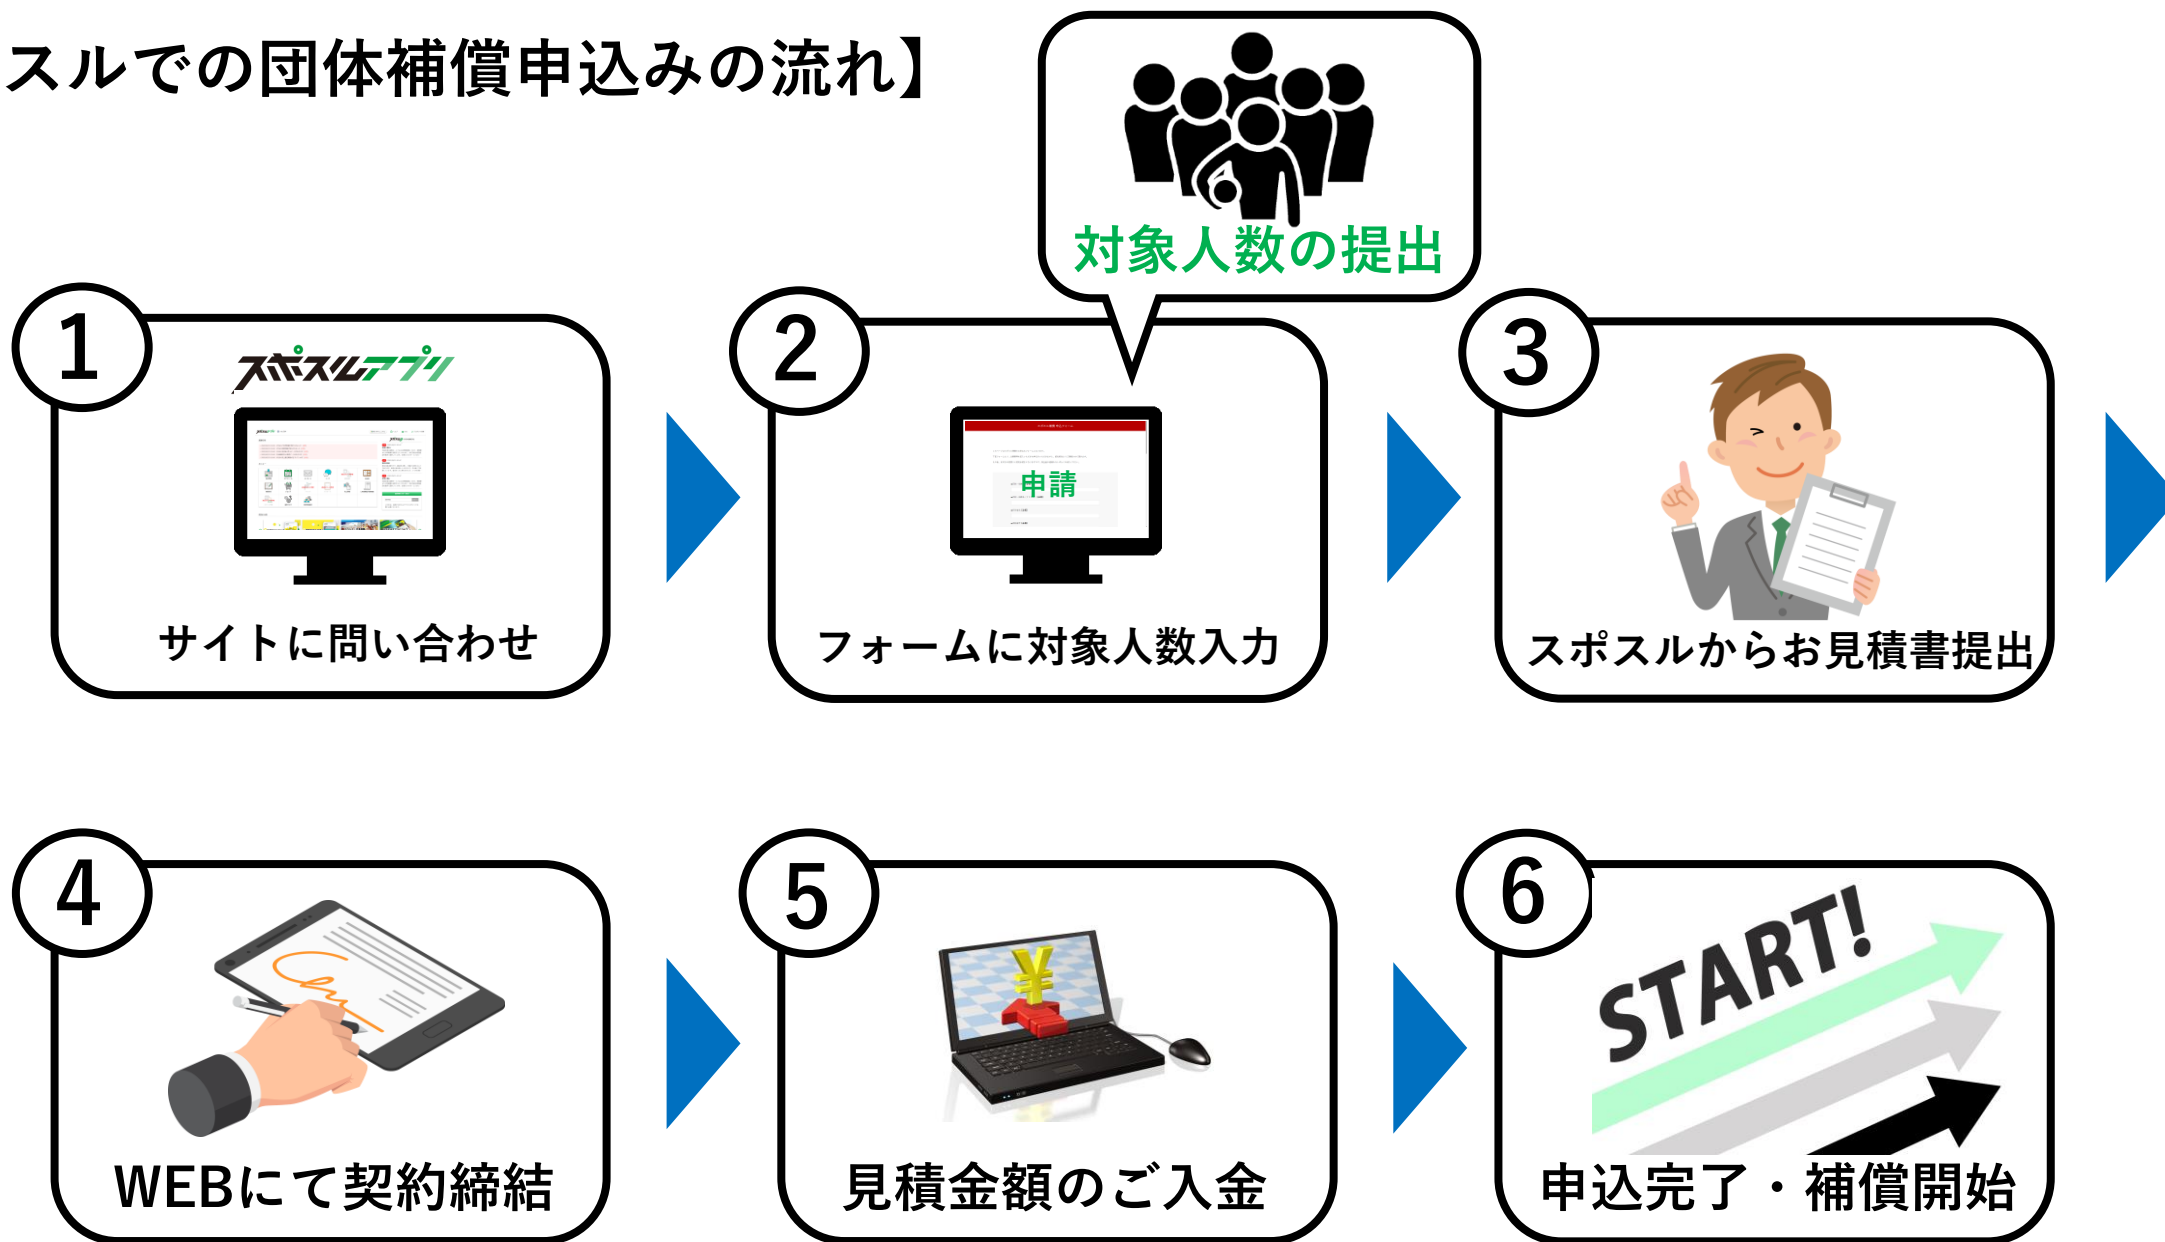 スルでの団体補償申込みの流れ】
対象人数の提出
1
スポスルアプリ
サイトに問い合わせ
2
申請
フォームに対象人数入力
3
スポスルからお見積書提出
4
WEBにて契約締結
5
見積金額のご入金
6
START!
申込完了・補償開始